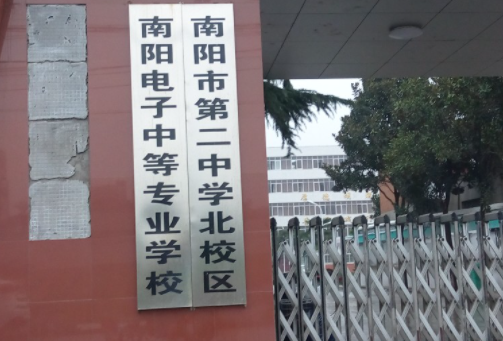 南阳市第二中学北校区
南阳电子中等专业学校